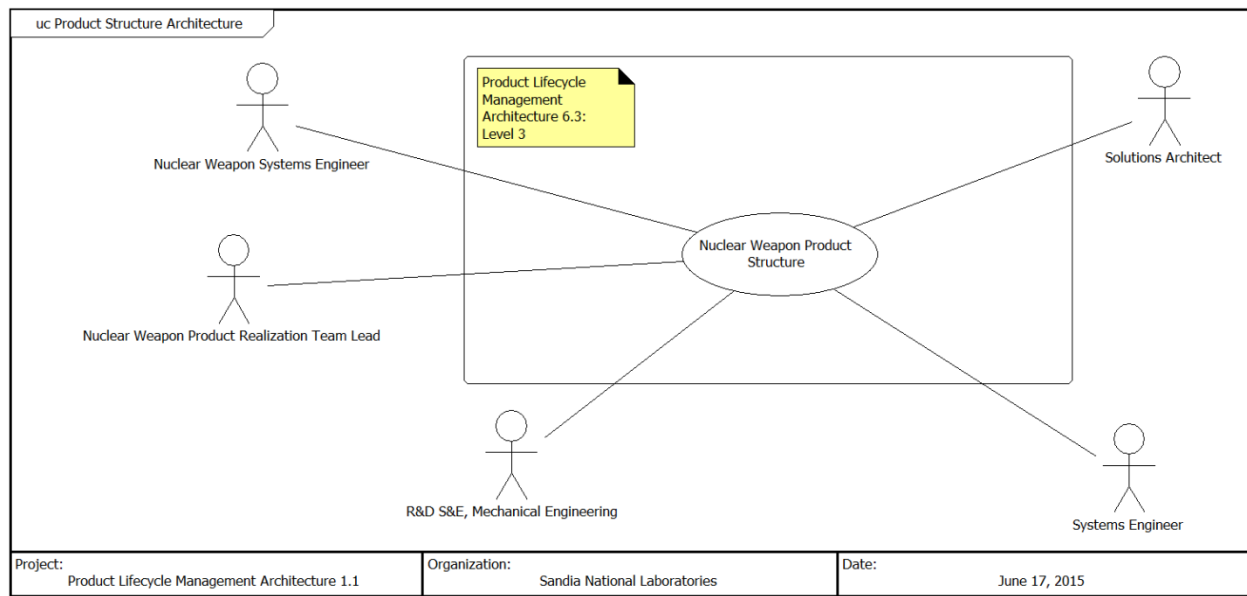 uc Product Structure Architecture
Product Lifecycle
Management
Architecture 6.3:
Level 3
Nuclear Weapon Systems Engineer
Solutions Architect
Nuclear Weapon Product
Structure
Nuclear Weapon Product Realization Team Lead
R&D S&E, Mechanical Engineering
Systems Engineer
Project:
Product Lifecycle Management Architecture 1.1
Organization:
Sandia National Laboratories
Date:
June 17, 2015